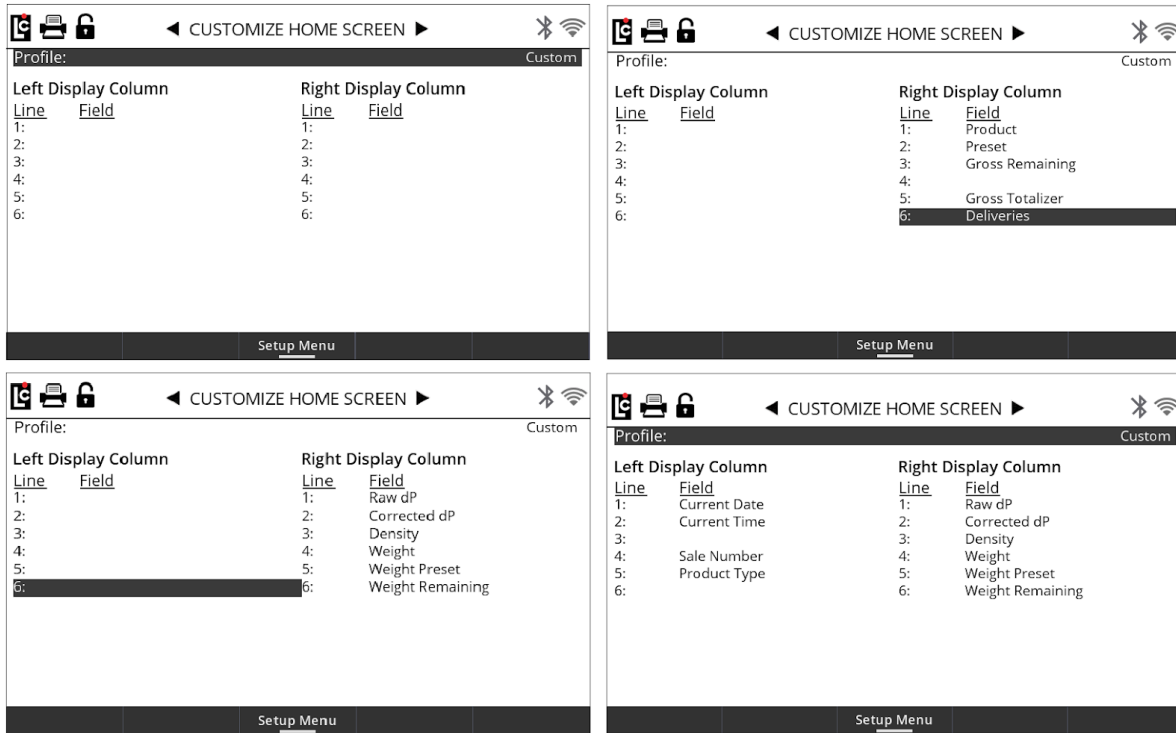 LC
◀ CUSTOMIZE HOME SCREEN ▶
Profile: Custom
Left Display Column Right Display Column
Line Field Line Field
1: 1:
2: 2:
3: 3:
4: 4:
5: 5:
6: 6:
Setup Menu
LC
◀ CUSTOMIZE HOME SCREEN ▶
Profile: Custom
Left Display Column Right Display Column
Line Field Line Field
1: 1: Product
2: 2: Preset
3: 3: Gross Remaining
4: 4:
5: 5: Gross Totalizer
6: 6: Deliveries
Setup Menu
LC
◀ CUSTOMIZE HOME SCREEN ▶
Profile: Custom
Left Display Column Right Display Column
Line Field Line Field
1: 1: Raw dP
2: 2: Corrected dP
3: 3: Density
4: 4: Weight
5: 5: Weight Preset
6: 6: Weight Remaining
Setup Menu
LC
◀ CUSTOMIZE HOME SCREEN ▶
Profile: Custom
Left Display Column Right Display Column
Line Field Line Field
1: Current Date 1: Raw dP
2: Current Time 2: Corrected dP
3: 3: Density
4: Sale Number 4: Weight
5: Product Type 5: Weight Preset
6: 6: Weight Remaining
Setup Menu